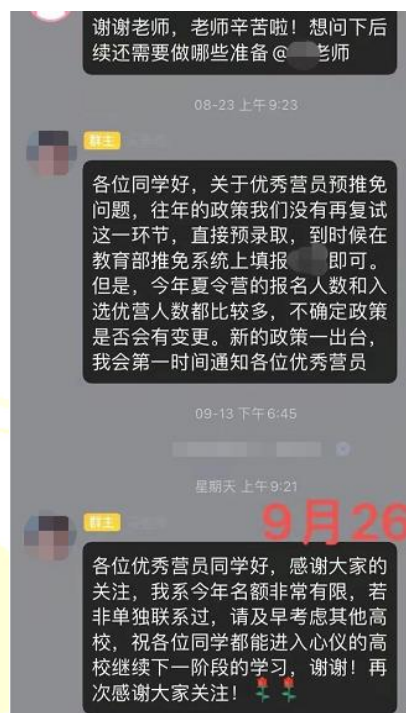 谢谢老师，老师辛苦啦！想问下后
续还需要做哪些准备@ 老师
08-23 上午9:23
群主
各位同学好，关于优秀营员预推免
问题，往年的政策我们没有再复试
这一环节，直接预录取，到时候在
教育部推免系统上填报 即可。
但是，今年夏令营的报名人数和入
选优营人数都比较多，不确定政策
是否会有变更。新的政策一出台，
我会第一时间通知各位优秀营员
09-13 下午6:45
星期天 上午9:21
9月26
群主
各位优秀营员同学好，感谢大家的
关注，我系今年名额非常有限，若
非单独联系过，请及早考虑其他高
校，祝各位同学都能进入心仪的高
校继续下一阶段的学习，谢谢！再
次感谢大家关注！